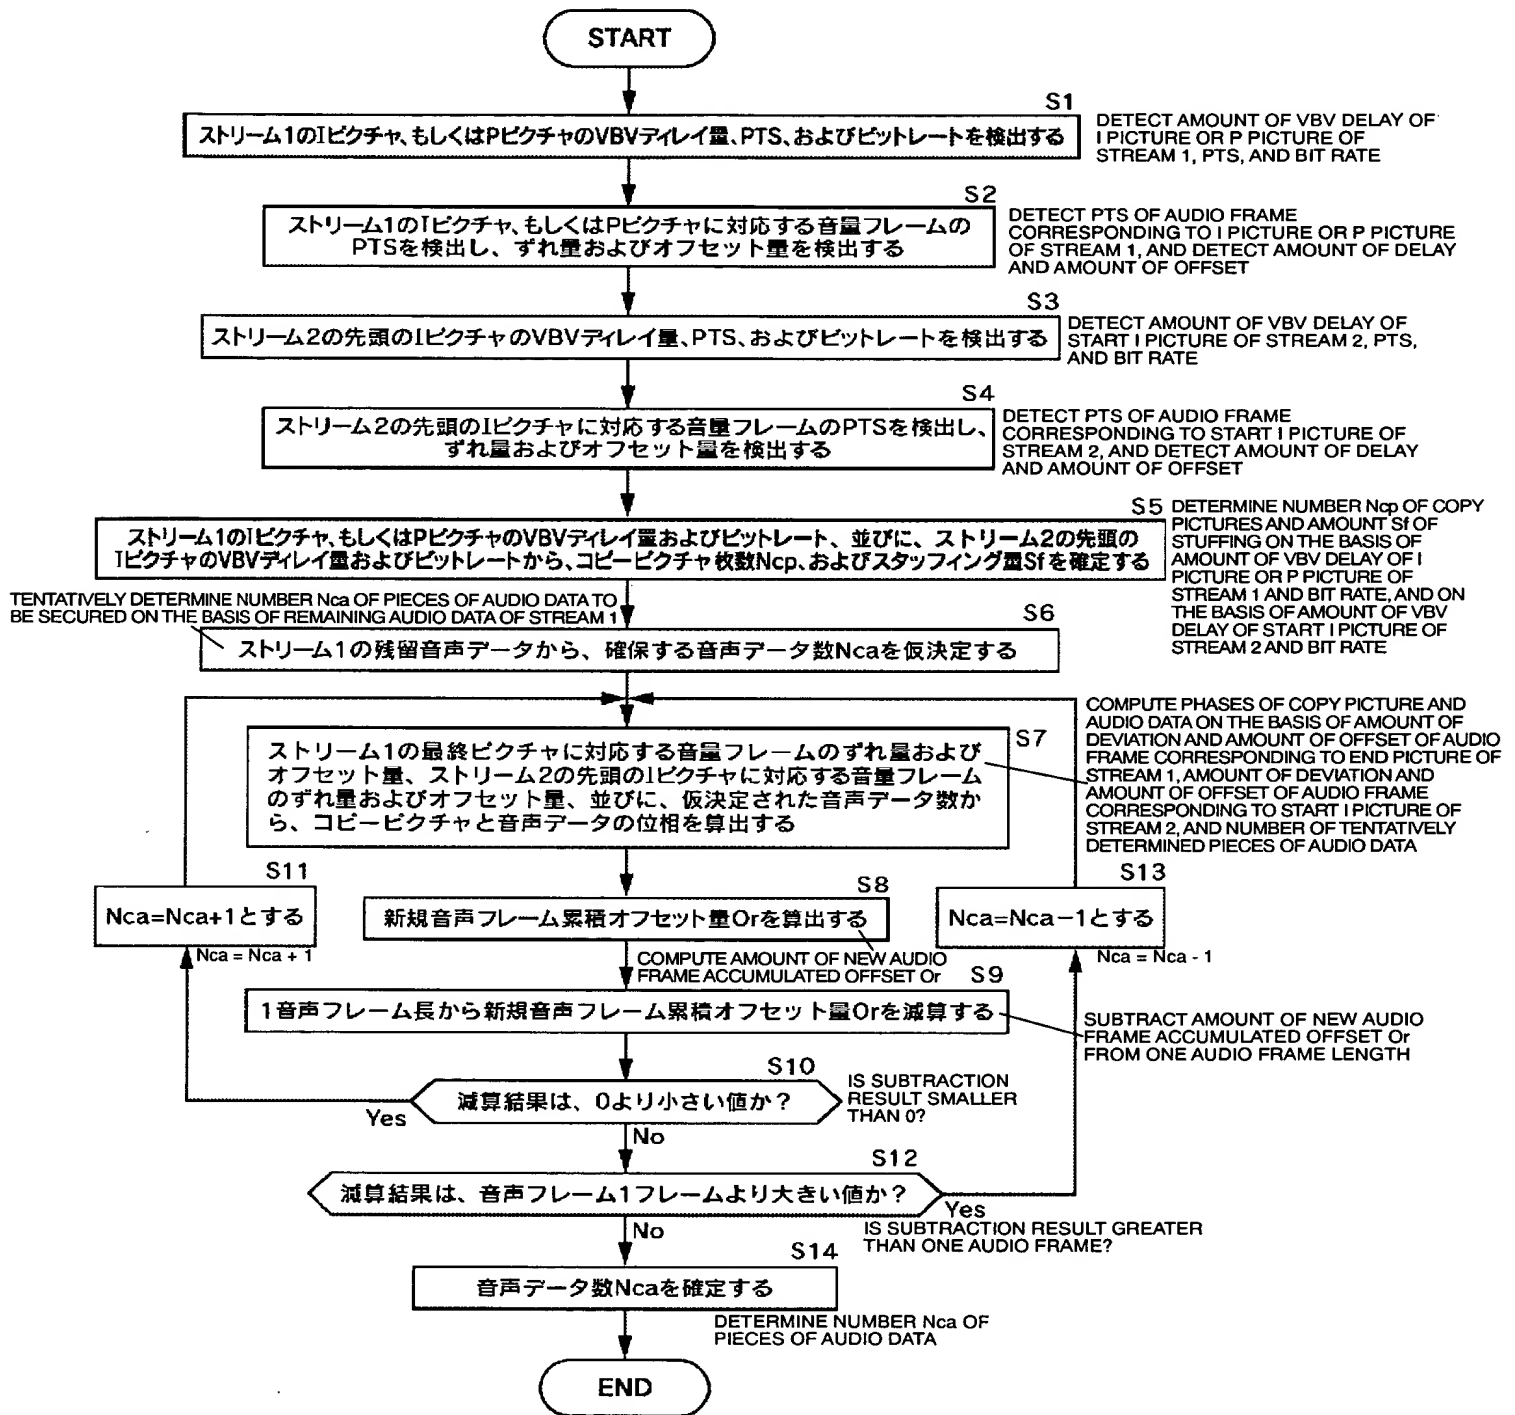 START
S1
ストリーム1のIピクチャ、もしくはPピクチャのVBVディレイ量、PTS、およびビットレートを検出する
DETECT AMOUNT OF VBV DELAY OF
I PICTURE OR P PICTURE OF
STREAM 1, PTS, AND BIT RATE
S2
ストリーム1のIピクチャ、もしくはPピクチャに対応する音量フレームの
PTSを検出し、ずれ量およびオフセット量を検出する
DETECT PTS OF AUDIO FRAME
CORRESPONDING TO I PICTURE OR P PICTURE
OF STREAM 1, AND DETECT AMOUNT OF DELAY
AND AMOUNT OF OFFSET
S3
ストリーム2の先頭のIピクチャのVBVディレイ量、PTS、およびビットレートを検出する
DETECT AMOUNT OF VBV DELAY OF
START I PICTURE OF STREAM 2, PTS,
AND BIT RATE
S4
ストリーム2の先頭のIピクチャに対応する音量フレームのPTSを検出し、
ずれ量およびオフセット量を検出する
DETECT PTS OF AUDIO FRAME
CORRESPONDING TO START I PICTURE OF
STREAM 2, AND DETECT AMOUNT OF DELAY
AND AMOUNT OF OFFSET
S5
ストリーム1のIピクチャ、もしくはPピクチャのVBVディレイ量およびビットレート、並びに、ストリーム2の先頭の
IピクチャのVBVディレイ量およびビットレートから、コピーピクチャ枚数Ncp、およびスタッフィング量Sfを確定する
DETERMINE NUMBER Ncp OF COPY
PICTURES AND AMOUNT Sf OF
STUFFING ON THE BASIS OF
AMOUNT OF VBV DELAY OF I
PICTURE OR P PICTURE OF
STREAM 1 AND BIT RATE, AND ON
THE BASIS OF AMOUNT OF VBV
DELAY OF START I PICTURE OF
STREAM 2 AND BIT RATE
TENTATIVELY DETERMINE NUMBER Nca OF PIECES OF AUDIO DATA TO
BE SECURED ON THE BASIS OF REMAINING AUDIO DATA OF STREAM 1
S6
ストリーム1の残留音声データから、確保する音声データ数Ncaを仮決定する
S7
ストリーム1の最終ピクチャに対応する音量フレームのずれ量および
オフセット量、ストリーム2の先頭のIピクチャに対応する音量フレーム
のずれ量およびオフセット量、並びに、仮決定された音声データ数か
ら、コピーピクチャと音声データの位相を算出する
COMPUTE PHASES OF COPY PICTURE AND
AUDIO DATA ON THE BASIS OF AMOUNT OF
DEVIATION AND AMOUNT OF OFFSET OF AUDIO
FRAME CORRESPONDING TO END PICTURE OF
STREAM 1, AMOUNT OF DEVIATION AND
AMOUNT OF OFFSET OF AUDIO FRAME
CORRESPONDING TO START I PICTURE OF
STREAM 2, AND NUMBER OF TENTATIVELY
DETERMINED PIECES OF AUDIO DATA
S11
Nca=Nca+1とする
Nca = Nca + 1
S8
新規音声フレーム累積オフセット量Orを算出する
COMPUTE AMOUNT OF NEW AUDIO
FRAME ACCUMULATED OFFSET Or
S13
Nca=Nca−1とする
Nca = Nca - 1
S9
1音声フレーム長から新規音声フレーム累積オフセット量Orを減算する
SUBTRACT AMOUNT OF NEW AUDIO
FRAME ACCUMULATED OFFSET Or
FROM ONE AUDIO FRAME LENGTH
S10
減算結果は、0より小さい値か?
IS SUBTRACTION
RESULT SMALLER
THAN 0?
Yes
No
S12
減算結果は、音声フレーム1フレームより大きい値か?
Yes
IS SUBTRACTION RESULT GREATER
THAN ONE AUDIO FRAME?
No
S14
音声データ数Ncaを確定する
DETERMINE NUMBER Nca OF
PIECES OF AUDIO DATA
END